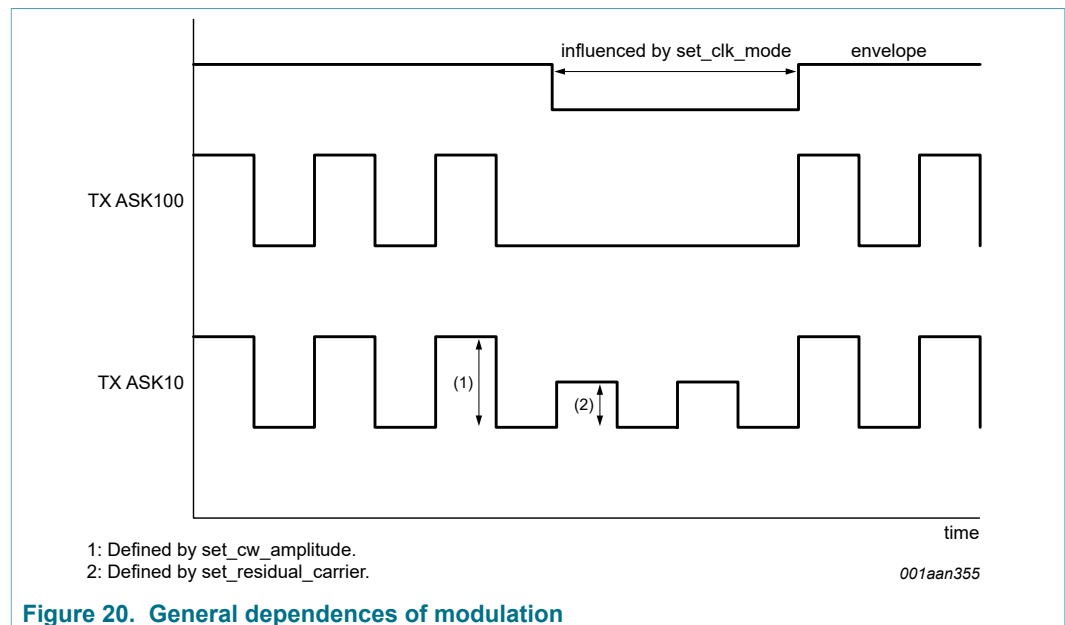 influenced by set_clk_mode
envelope
TX ASK100
TX ASK10
(1)
(2)
time
1: Defined by set_cw_amplitude.
2: Defined by set_residual_carrier.
001aan355
Figure 20. General dependences of modulation